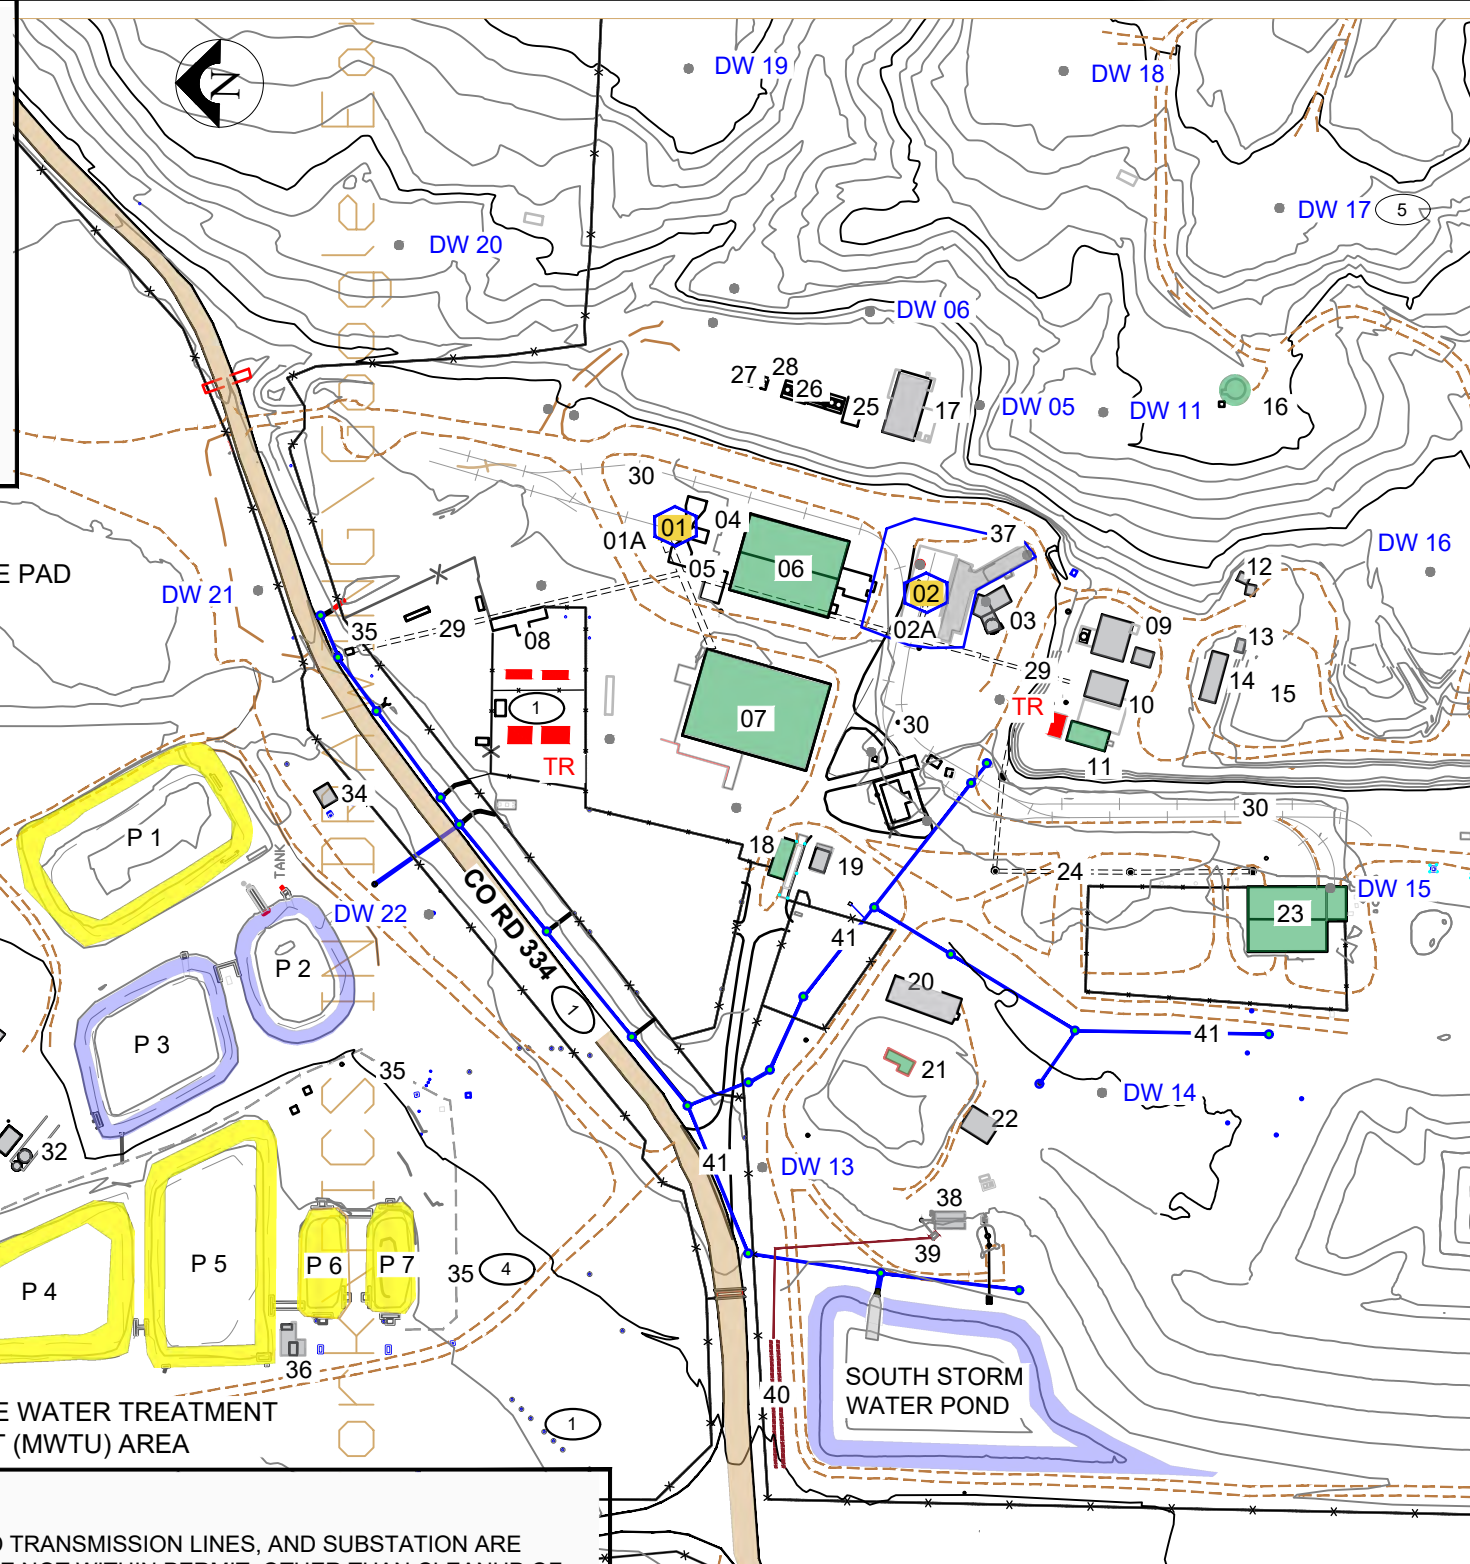 N
DW 19
DW 18
DW 17
5
DW 20
DW 06
DW 05
DW 11
16
27
28
26
25
17
30
01
04
01A
05
06
37
02
02A
03
DW 16
12
09
13
14
15
10
29
TR
11
E PAD
DW 21
35
29
08
1
TR
07
30
30
34
P 1
TANK
18
19
24
23
DW 15
DW 22
CO RD 334
1
P 2
P 3
41
20
41
21
DW 14
22
35
32
41
DW 13
38
39
P 4
P 5
P 6
P 7
35
4
36
40
SOUTH STORM
WATER POND
1
E WATER TREATMENT
T (MWTU) AREA
TRANSMISSION LINES, AND SUBSTATION ARE